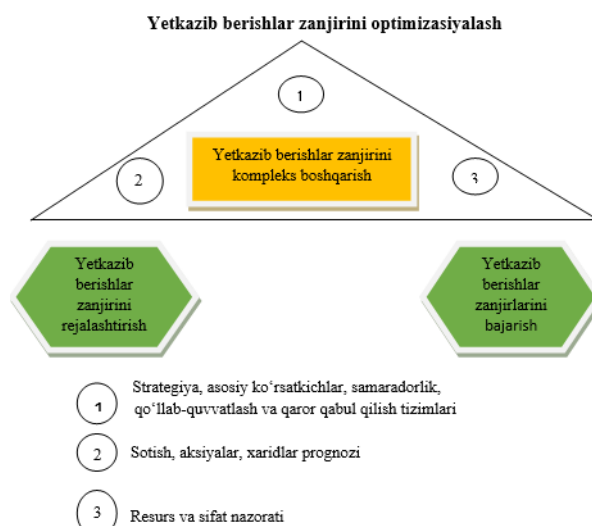 Yetkazib berishlar zanjirini optimizasiyalash
1
Yetkazib berishlar zanjirini
kompleks boshqarish
2
3
Yetkazib
berishlar
zanjirini
rejalashtirish
Yetkazib
berishlar
zanjirlarini
bajarish
1
Strategiya, asosiy ko‘rsatkichlar, samaradorlik,
qo‘llab-quvvatlash va qaror qabul qilish tizimlari
2
Sotish, aksiyalar, xaridlar prognozi
3
Resurs va sifat nazorati